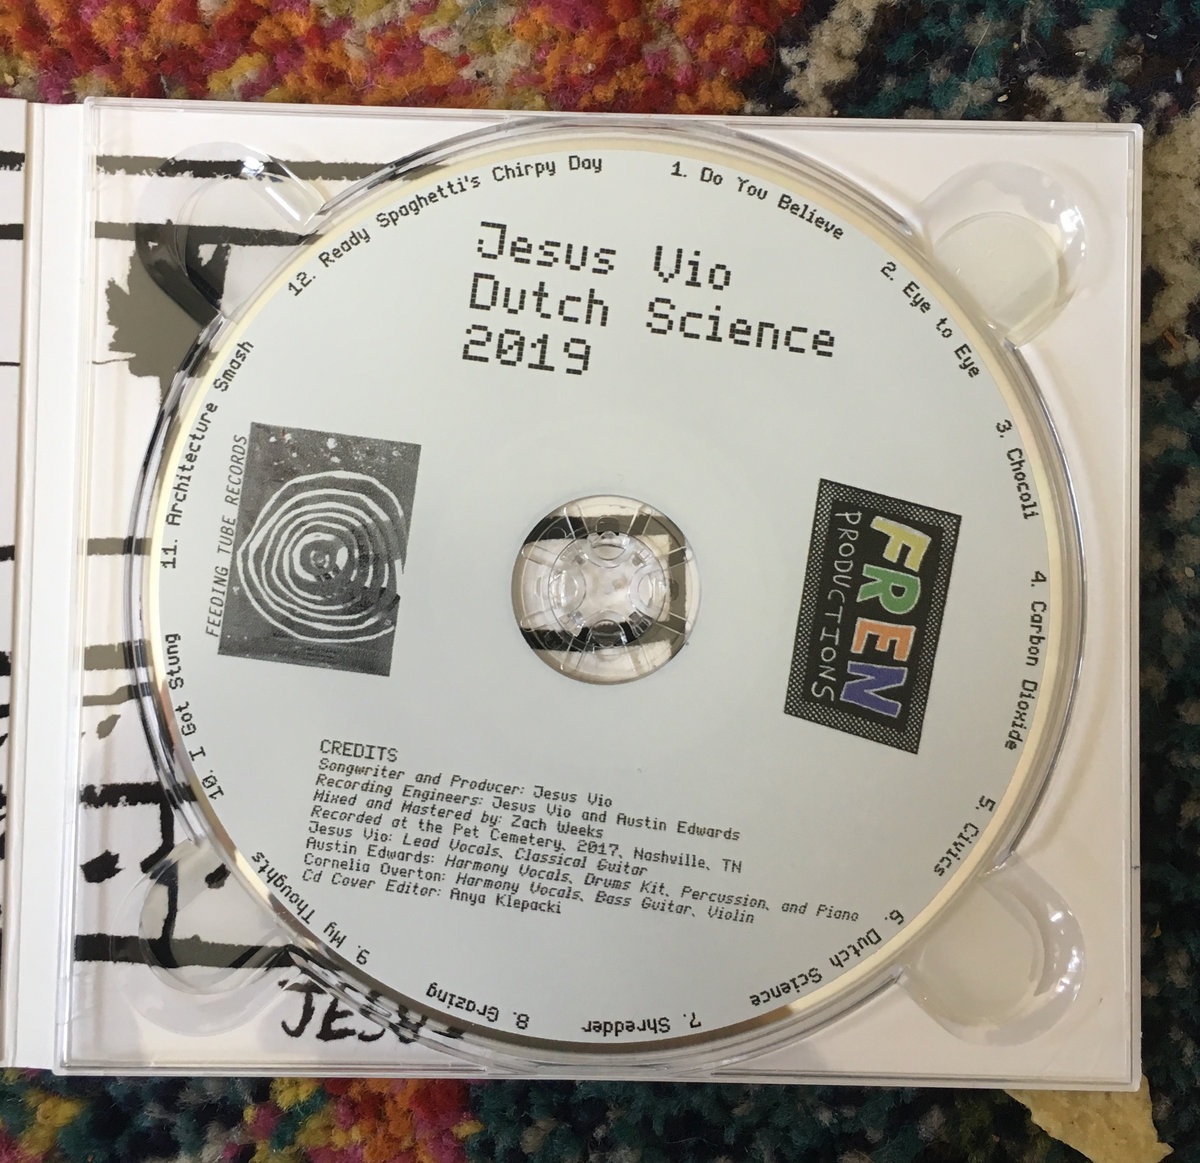 Jesus Vio
Dutch Science
2019
1. Do You Believe
2. Eye to Eye
3. Chocoli
4. Carbon Dioxide
5. Civics
6. Dutch Science
7. Shredder
8. Grazing
9. My Thoughts
10. I Got Stung
11. Architecture Smash
12. Ready Spaghetti's Chirpy Day
FEEDING TUBE RECORDS
FREN
PRODUCTIONS
CREDITS
Songwriter and Producer: Jesus Vio
Recording Engineers: Jesus Vio and Austin Edwards
Mixed and Mastered by: Zach Weeks
Recorded at the Pet Cemetery, 2017, Nashville, TN
Jesus Vio: Lead Vocals, Classical Guitar
Austin Edwards: Harmony Vocals, Drums Kit, Percussion, and Piano
Cornelia Overton: Harmony Vocals, Bass Guitar, Violin
Cd Cover Editor: Anya Klepacki
JESUS